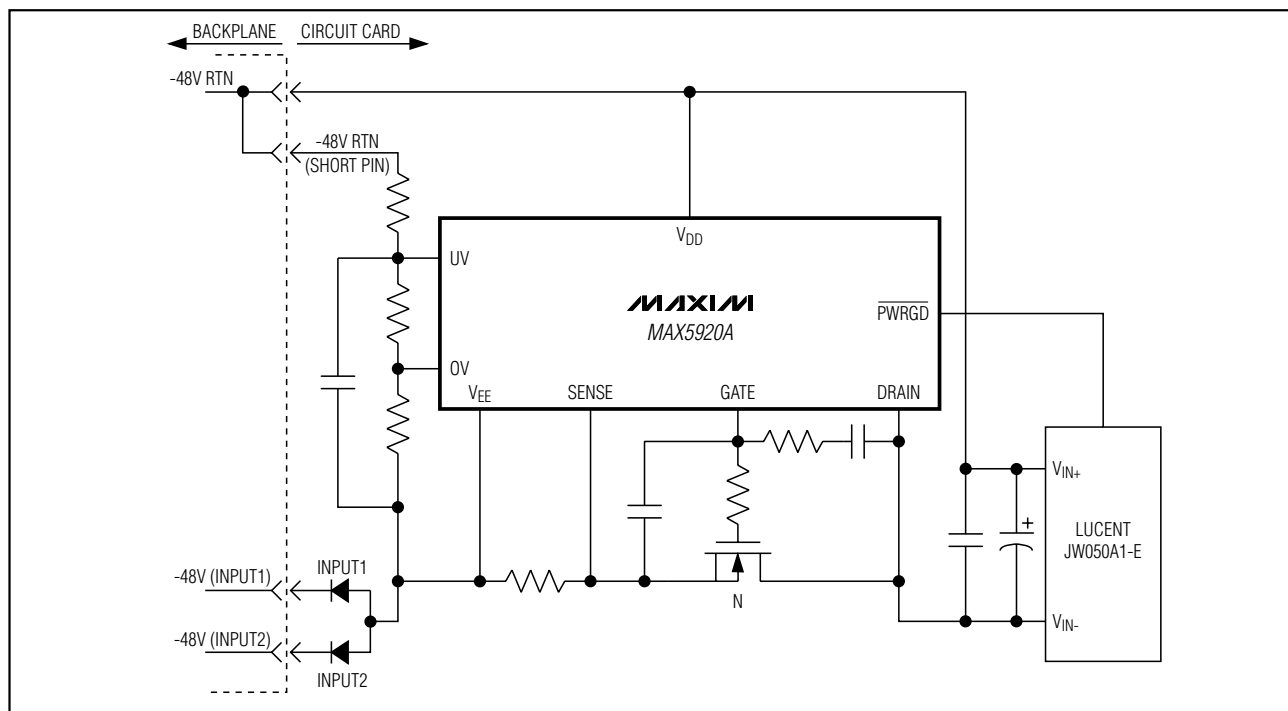 BACKPLANE CIRCUIT CARD
-48V RTN
-48V RTN
(SHORT PIN)
VDD
UV
MAXIM
MAX5920A
PWRGD
OV
VEE
SENSE
GATE
DRAIN
VIN+
+
LUCENT
JW050A1-E
-48V (INPUT1)
INPUT1
N
VIN-
-48V (INPUT2)
INPUT2